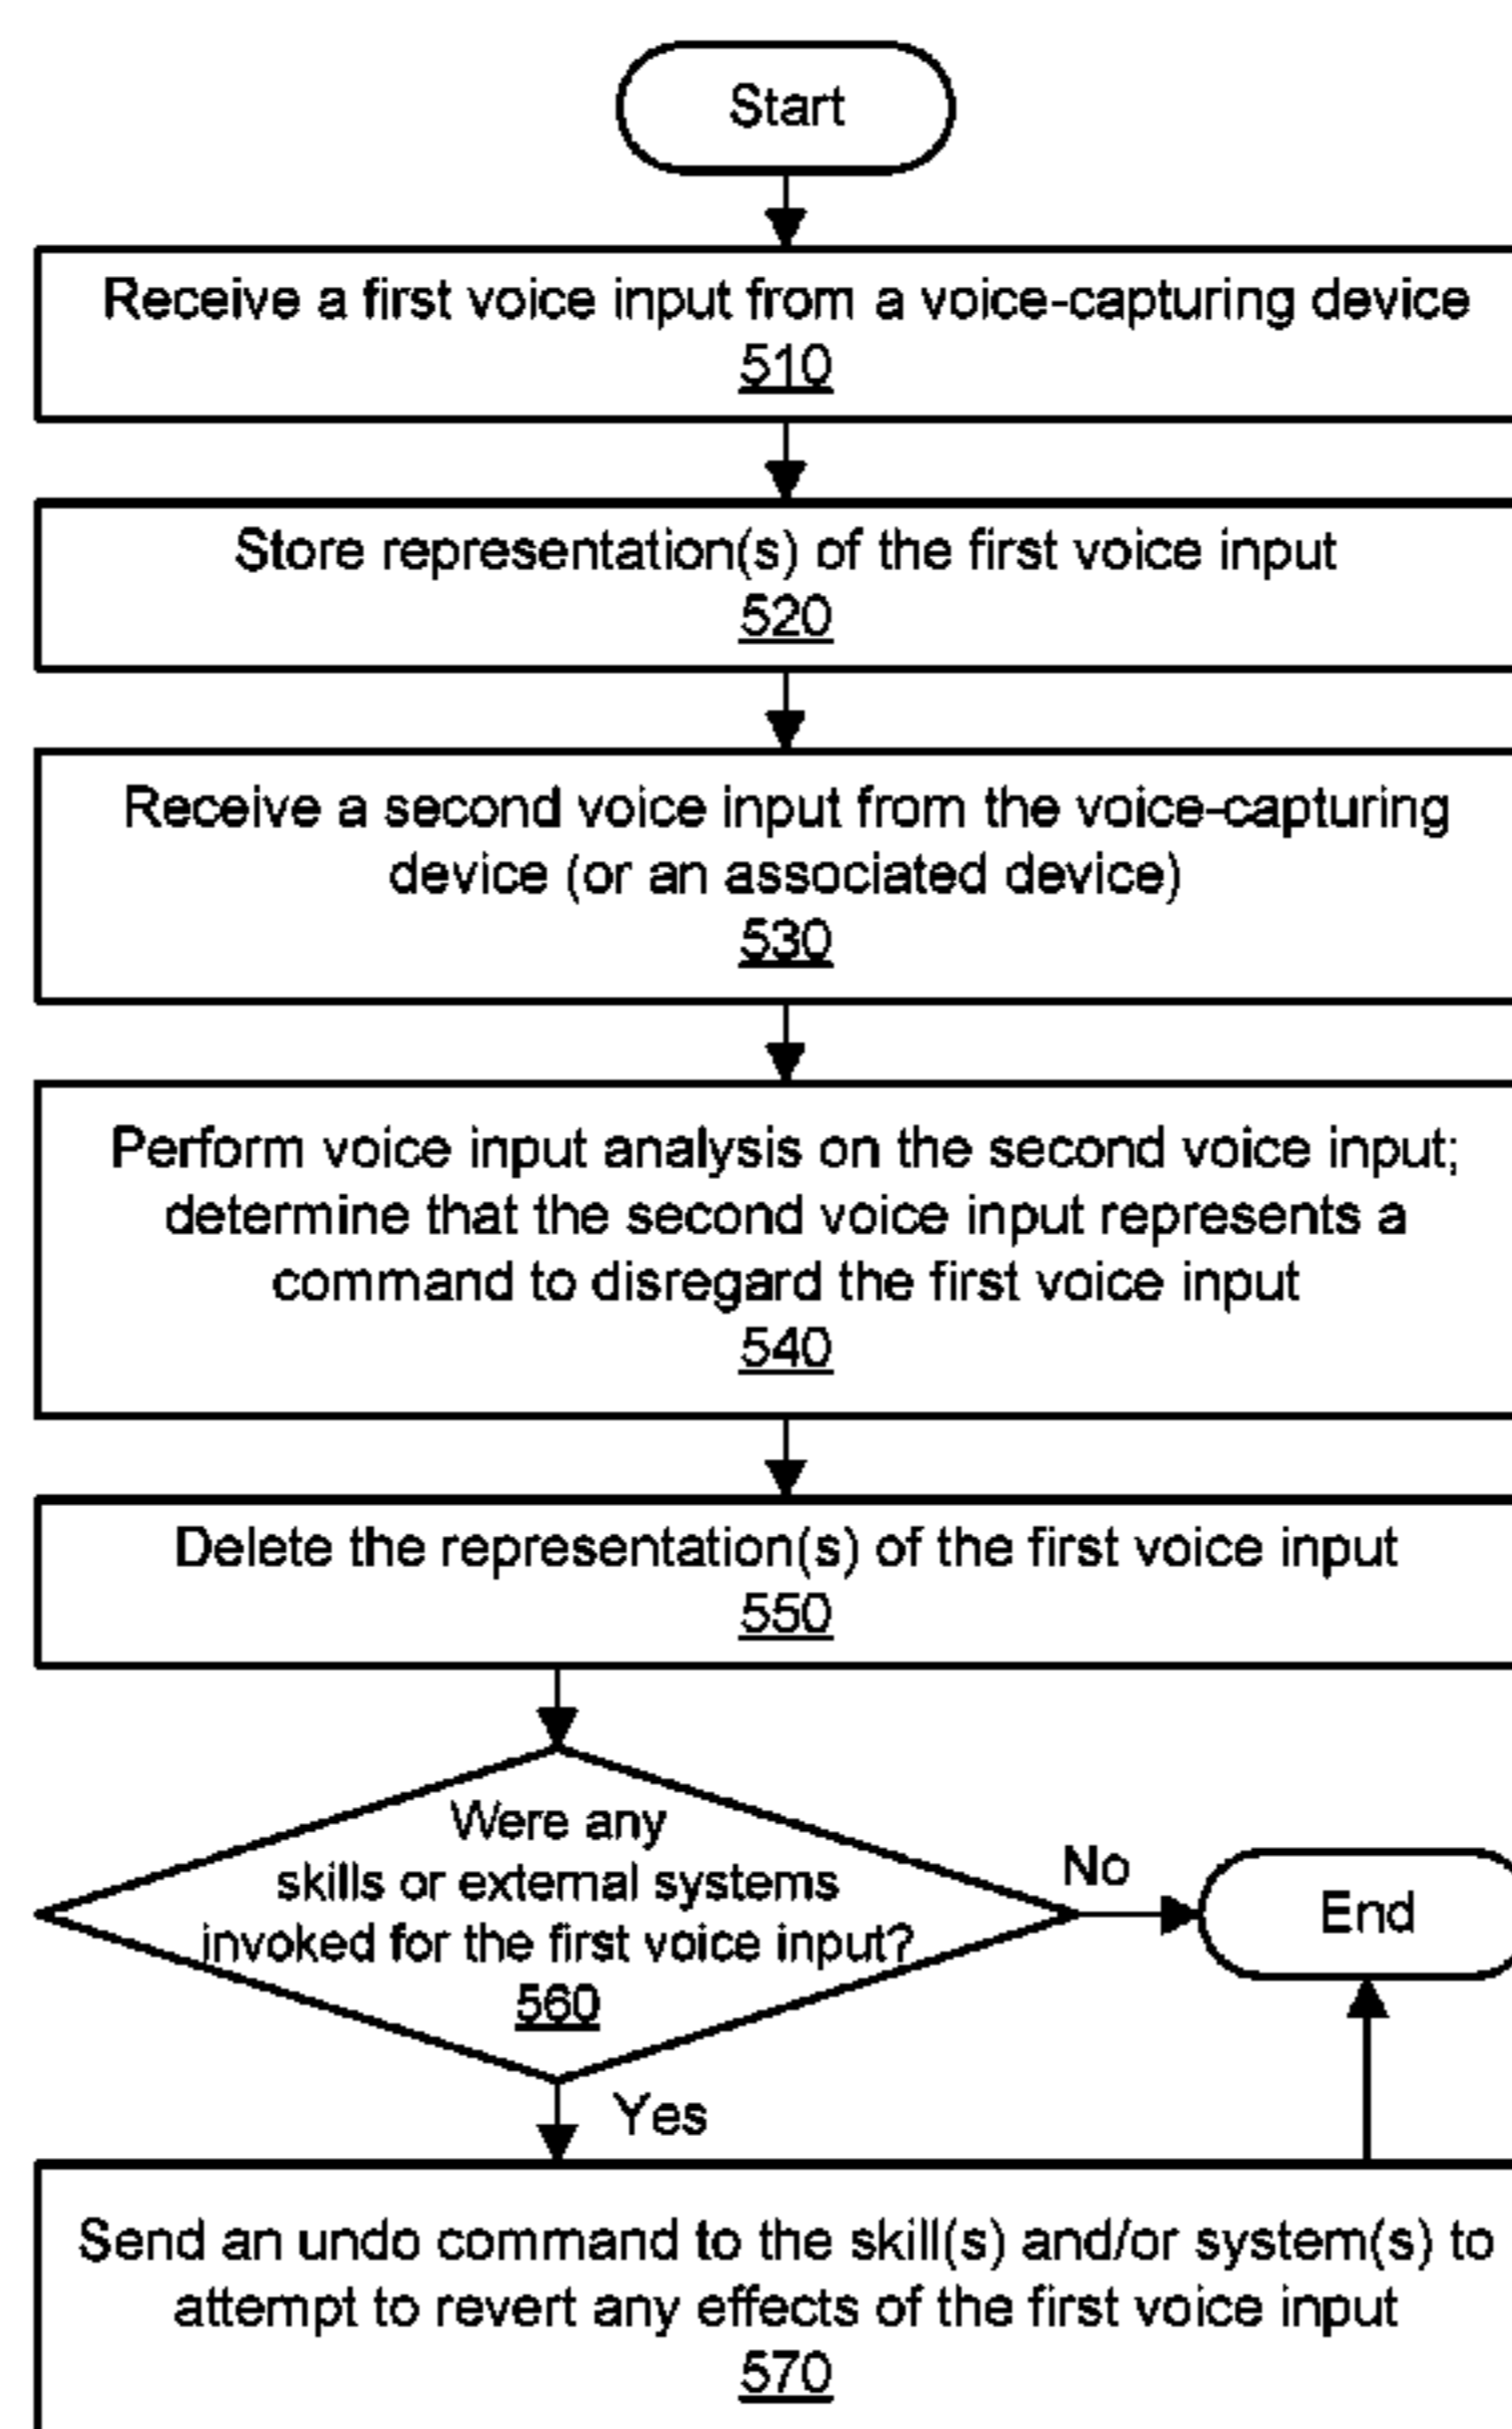 Start
Receive a first voice input from a voice-capturing device
510
Store representation(s) of the first voice input
520
Receive a second voice input from the voice-capturing
device (or an associated device)
530
Perform voice input analysis on the second voice input;
determine that the second voice input represents a
command to disregard the first voice input
540
Delete the representation(s) of the first voice input
550
Were any
skills or external systems
invoked for the first voice input?
560
No
End
Yes
Send an undo command to the skill(s) and/or system(s) to
attempt to revert any effects of the first voice input
570